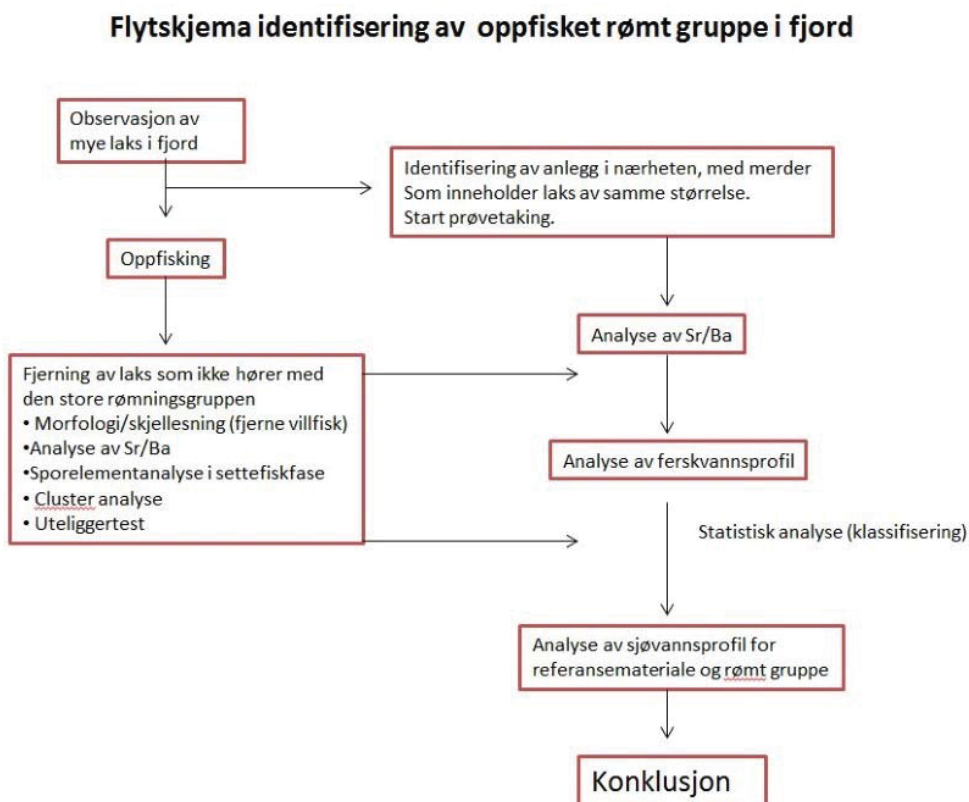 Flytskjema identifisering av oppfisket rømt gruppe i fjord
Observasjon av
mye laks i fjord
Identifisering av anlegg i nærheten, med merder
Som inneholder laks av samme størrelse.
Start prøvetaking.
Oppfisking
Analyse av Sr/Ba
Fjerning av laks som ikke hører med
den store rømningsgruppen
• Morfologi/skjellesning (fjerne villfisk)
•Analyse av Sr/Ba
•Sporelementanalyse i settefiskfase
• Cluster analyse
• Uteliggertest
Analyse av ferskvannsprofil
Statistisk analyse (klassifisering)
Analyse av sjøvannsprofil for
referansemateriale og rømt gruppe
Konklusjon